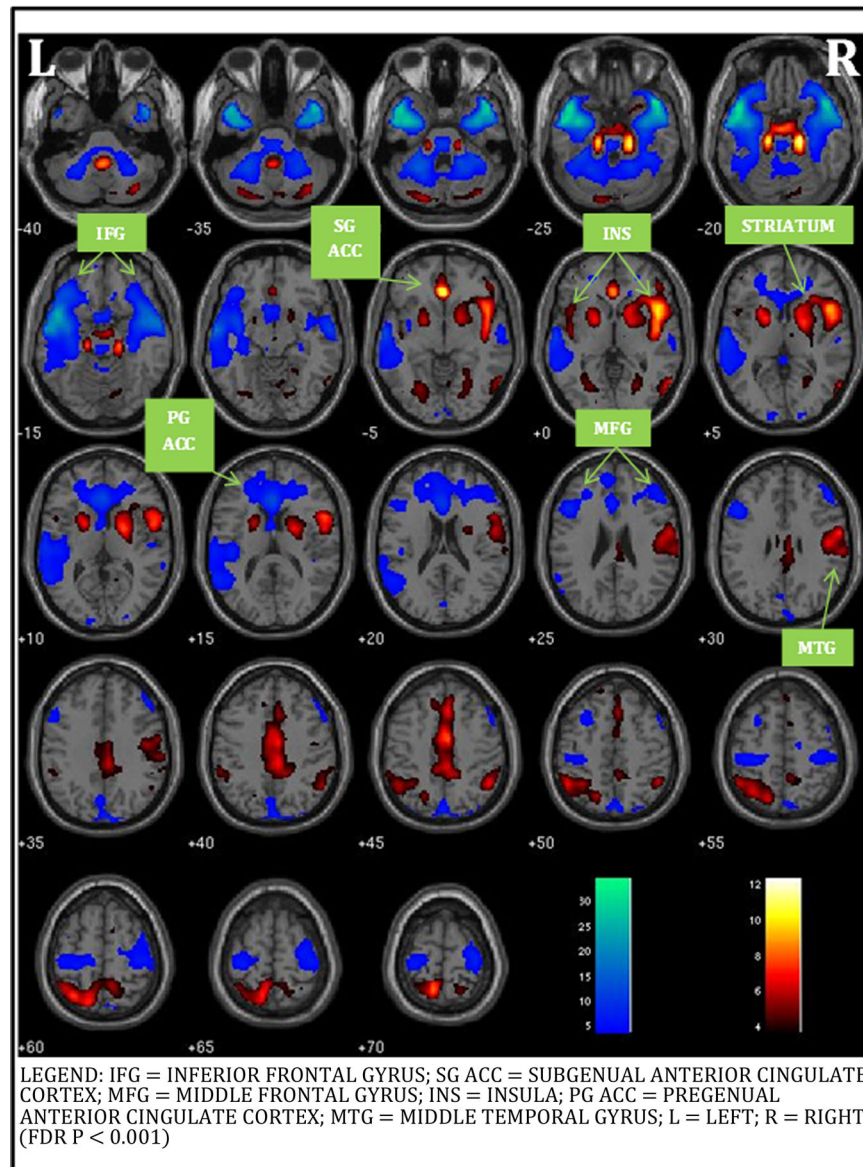 L
R
-40
-35
-25
-20
IFG
SG
ACC
INS
STRIATUM
-15
-5
+0
+5
PG
ACC
MFG
+10
+15
+20
+25
+30
MTG
+35
+40
+45
+50
+55
30
25
20
15
10
5
12
10
8
6
4
+60
+65
+70
LEGEND: IFG = INFERIOR FRONTAL GYRUS; SG ACC = SUBGENUAL ANTERIOR CINGULATE
CORTEX; MFG = MIDDLE FRONTAL GYRUS; INS = INSULA; PG ACC = PREGENUAL
ANTERIOR CINGULATE CORTEX; MTG = MIDDLE TEMPORAL GYRUS; L = LEFT; R = RIGHT
(FDR P < 0.001)